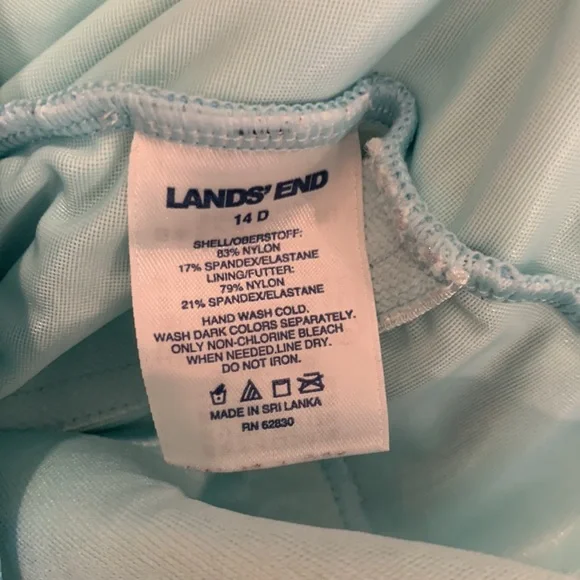 LANDS' END
14 D
SHELL/OBERSTOFF:
83% NYLON
17% SPANDEX/ELASTANE
LINING/FUTTER:
79% NYLON
21% SPANDEX/ELASTANE
HAND WASH COLD.
WASH DARK COLORS SEPARATELY.
ONLY NON-CHLORINE BLEACH
WHEN NEEDED.LINE DRY.
DO NOT IRON.
MADE IN SRI LANKA
RN 62830